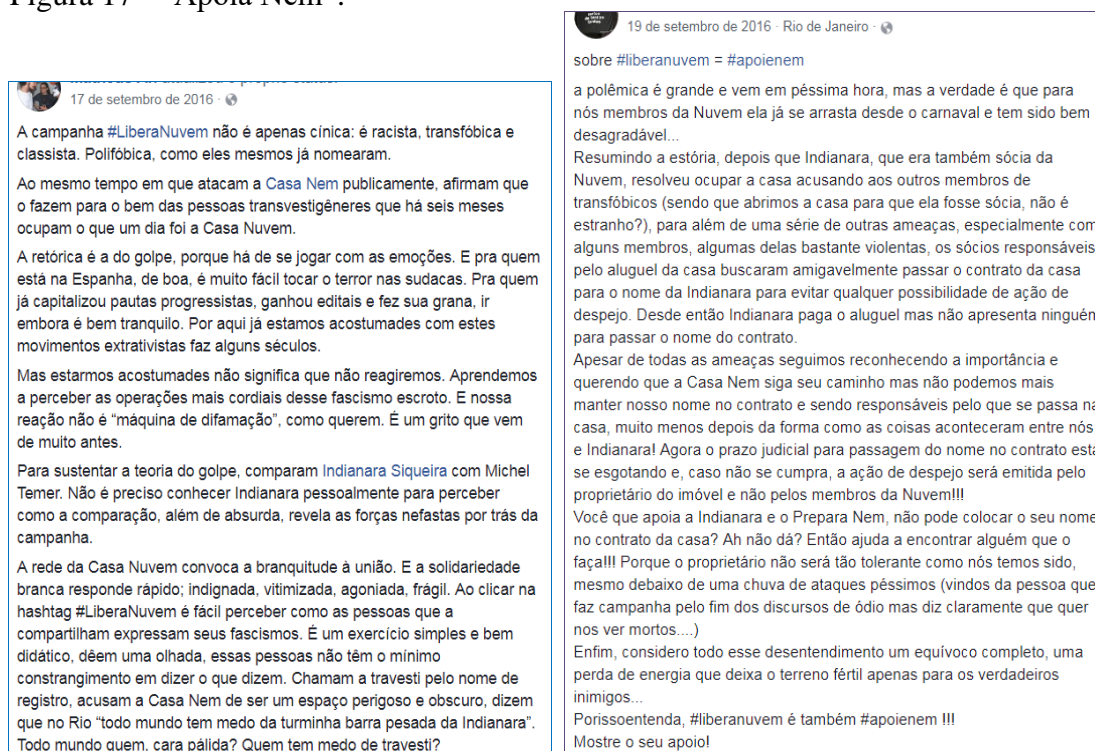 Figura 17 – "Apoia Nem".
17 de setembro de 2016 ·
A campanha #LiberaNuvem não é apenas cínica: é racista, transfóbica e
classista. Polifóbica, como eles mesmos já nomearam.
Ao mesmo tempo em que atacam a Casa Nem publicamente, afirmam que
o fazem para o bem das pessoas transvestigêneres que há seis meses
ocupam o que um dia foi a Casa Nuvem.
A retórica é a do golpe, porque há de se jogar com as emoções. E pra quem
está na Espanha, de boa, é muito fácil tocar o terror nas sudacas. Pra quem
já capitalizou pautas progressistas, ganhou editais e fez sua grana, ir
embora é bem tranquilo. Por aqui já estamos acostumades com estes
movimentos extrativistas faz alguns séculos.
Mas estarmos acostumades não significa que não reagiremos. Aprendemos
a perceber as operações mais cordiais desse fascismo escroto. E nossa
reação não é "máquina de difamação", como querem. É um grito que vem
de muito antes.
Para sustentar a teoria do golpe, comparam Indianara Siqueira com Michel
Temer. Não é preciso conhecer Indianara pessoalmente para perceber
como a comparação, além de absurda, revela as forças nefastas por trás da
campanha.
A rede da Casa Nuvem convoca a branquitude à união. E a solidariedade
branca responde rápido; indignada, vitimizada, agoniada, frágil. Ao clicar na
hashtag #LiberaNuvem é fácil perceber como as pessoas que a
compartilham expressam seus fascismos. É um exercício simples e bem
didático, dêem uma olhada, essas pessoas não têm o mínimo
constrangimento em dizer o que dizem. Chamam a travesti pelo nome de
registro, acusam a Casa Nem de ser um espaço perigoso e obscuro, dizem
que no Rio "todo mundo tem medo da turminha barra pesada da Indianara".
Todo mundo quem, cara pálida? Quem tem medo de travesti?
19 de setembro de 2016 · Rio de Janeiro ·
sobre #liberanuvem = #apoienem
a polêmica é grande e vem em péssima hora, mas a verdade é que para
nós membros da Nuvem ela já se arrasta desde o carnaval e tem sido bem
desagradável...
Resumindo a estória, depois que Indianara, que era também sócia da
Nuvem, resolveu ocupar a casa acusando aos outros membros de
transfóbicos (sendo que abrimos a casa para que ela fosse sócia, não é
estranho?), para além de uma série de outras ameaças, especialmente com
alguns membros, algumas delas bastante violentas, os sócios responsáveis
pelo aluguel da casa buscaram amigavelmente passar o contrato da casa
para o nome da Indianara para evitar qualquer possibilidade de ação de
despejo. Desde então Indianara paga o aluguel mas não apresenta ninguém
para passar o nome do contrato.
Apesar de todas as ameaças seguimos reconhecendo a importância e
querendo que a Casa Nem siga seu caminho mas não podemos mais
manter nosso nome no contrato e sendo responsáveis pelo que se passa na
casa, muito menos depois da forma como as coisas aconteceram entre nós
e Indianara! Agora o prazo judicial para passagem do nome no contrato está
se esgotando e, caso não se cumpra, a ação de despejo será emitida pelo
proprietário do imóvel e não pelos membros da Nuvem!!!
Você que apoia a Indianara e o Prepara Nem, não pode colocar o seu nome
no contrato da casa? Ah não dá? Então ajuda a encontrar alguém que o
faça!!! Porque o proprietário não será tão tolerante como nós temos sido,
mesmo debaixo de uma chuva de ataques péssimos (vindos da pessoa que
faz campanha pelo fim dos discursos de ódio mas diz claramente que quer
nos ver mortos....)
Enfim, considero todo esse desentendimento um equívoco completo, uma
perda de energia que deixa o terreno fértil apenas para os verdadeiros
inimigos...
Porissoentenda, #liberanuvem é também #apoienem !!!
Mostre o seu apoio!